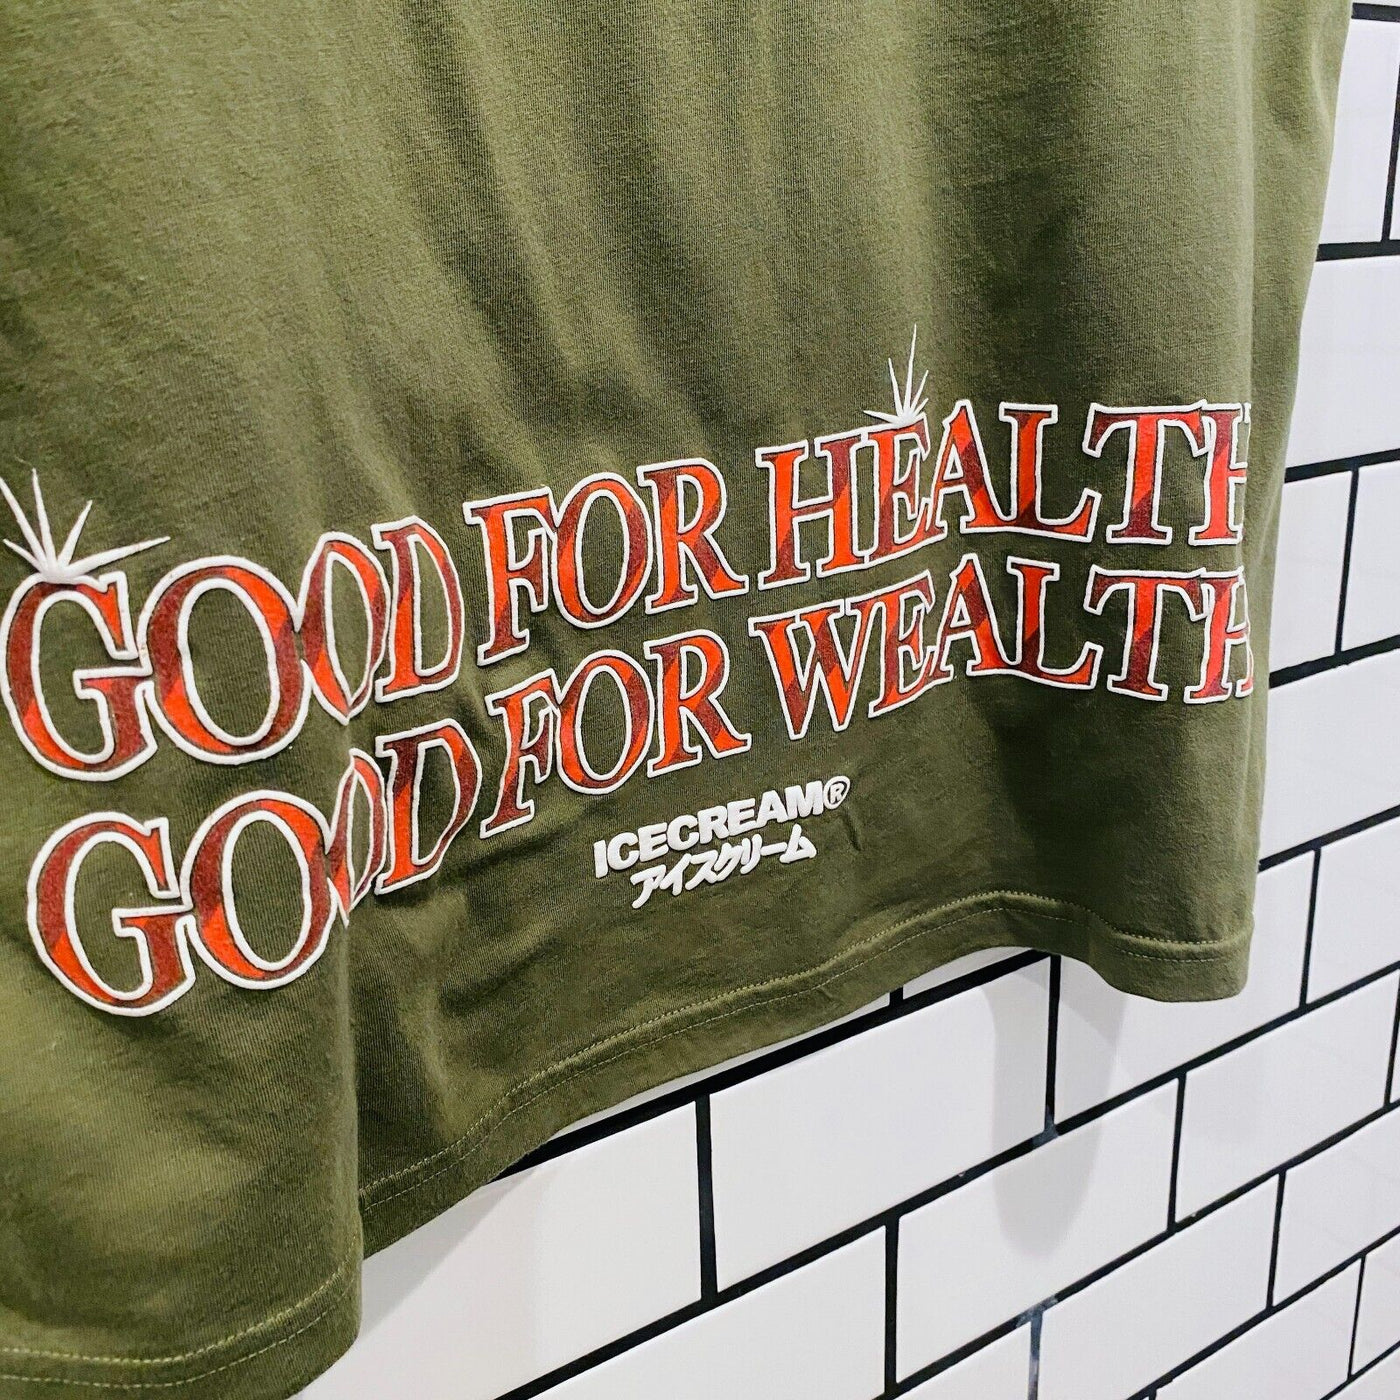 GOOD FOR HEALTH
GOOD FOR WEALTH
ICECREAM®
アイスクリーム